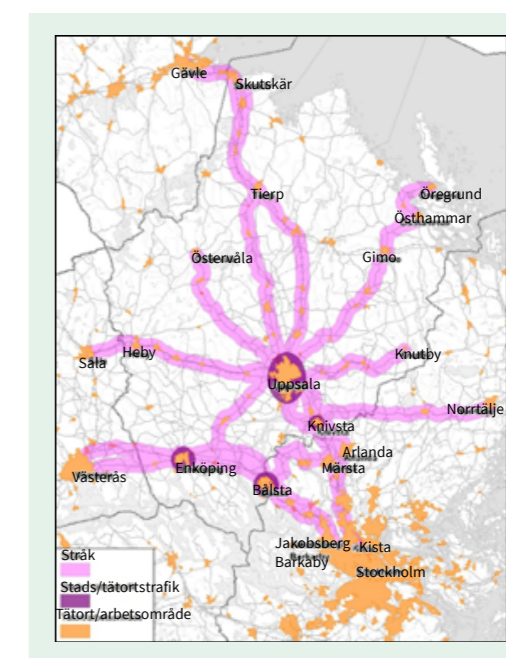 Gävle
Skutskär
Tierp
Öregrund
Östhammar
Östervåla
Gimo
Heby
Sala
Knutby
Uppsala
Norrtälje
Knivsta
Arlanda
Märsta
Enköping
Västerås
Bålsta
Jakobsberg
Kista
Barkaby
Stockholm
Stråk
Stads/tätortstrafik
Tätort/arbetsområde